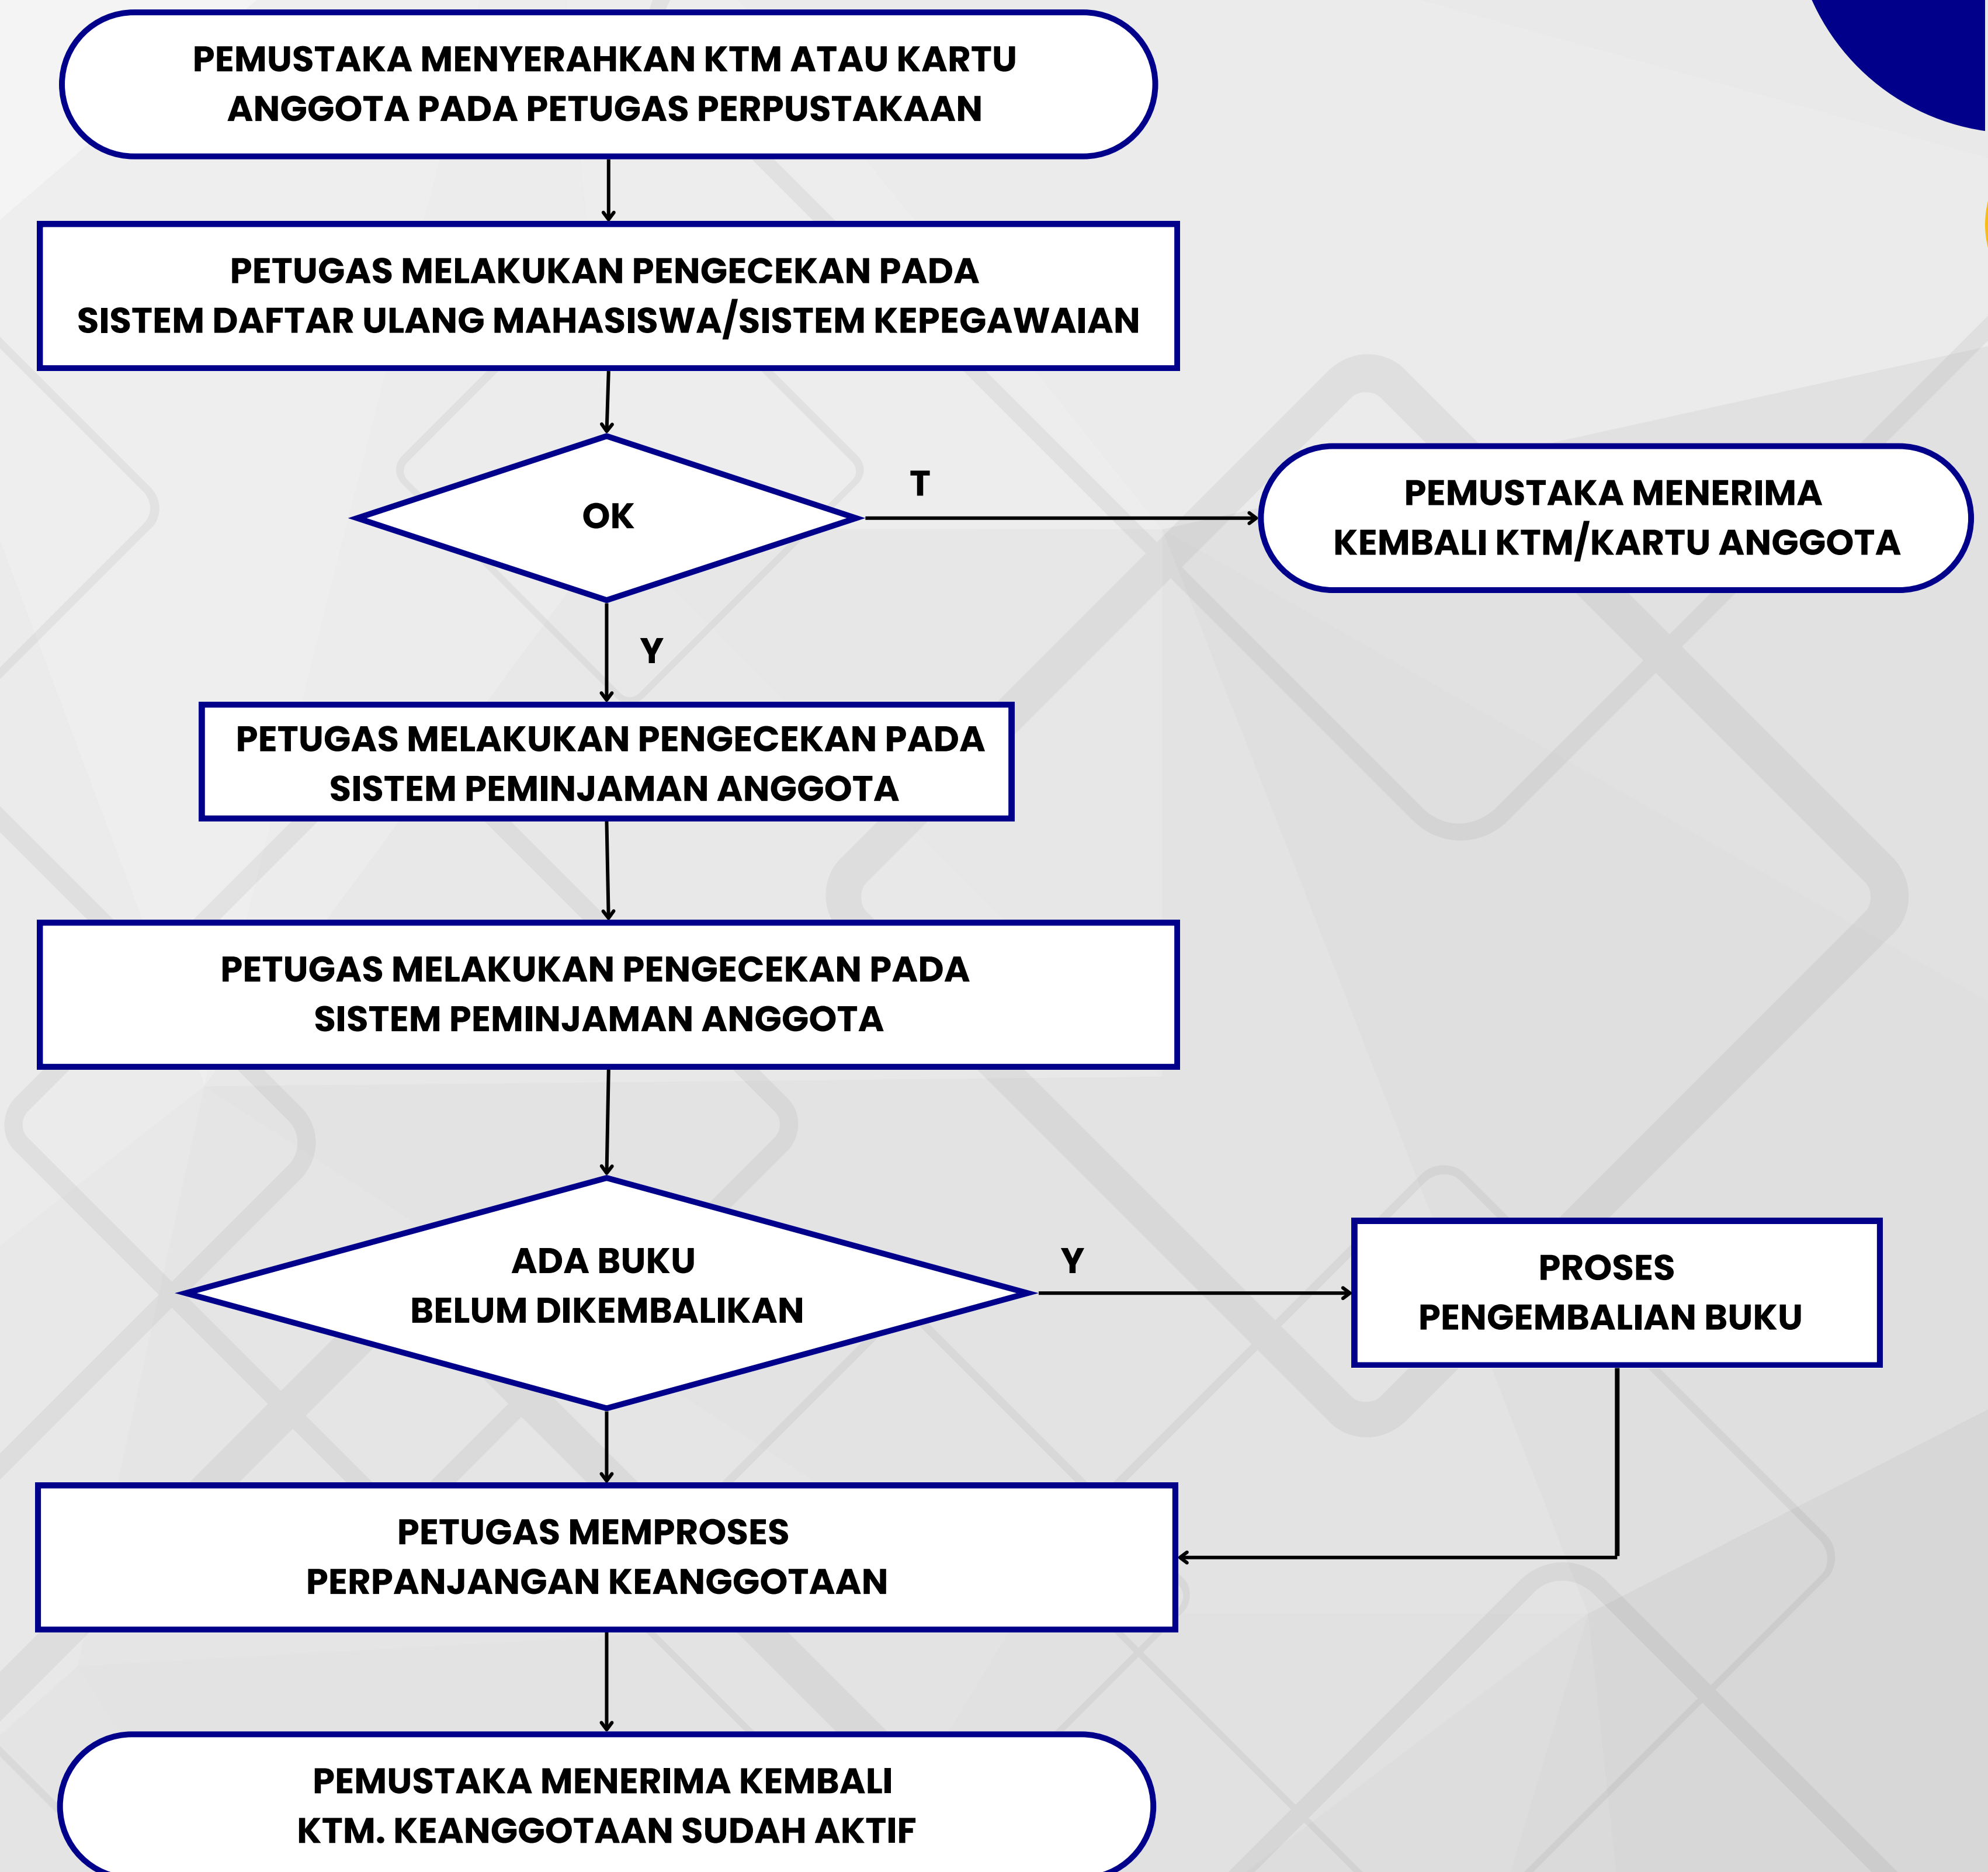 PEMUSTAKA MENYERAHKAN KTM ATAU KARTU
ANGGOTA PADA PETUGAS PERPUSTAKAAN
PETUGAS MELAKUKAN PENGECEKAN PADA
SISTEM DAFTAR ULANG MAHASISWA/SISTEM KEPEGAWAIAN
OK
T
PEMUSTAKA MENERIMA
KEMBALI KTM/KARTU ANGGOTA
Y
PETUGAS MELAKUKAN PENGECEKAN PADA
SISTEM PEMINJAMAN ANGGOTA
PETUGAS MELAKUKAN PENGECEKAN PADA
SISTEM PEMINJAMAN ANGGOTA
ADA BUKU
BELUM DIKEMBALIKAN
Y
PROSES
PENGEMBALIAN BUKU
PETUGAS MEMPROSES
PERPANJANGAN KEANGGOTAAN
PEMUSTAKA MENERIMA KEMBALI
KTM. KEANGGOTAAN SUDAH AKTIF